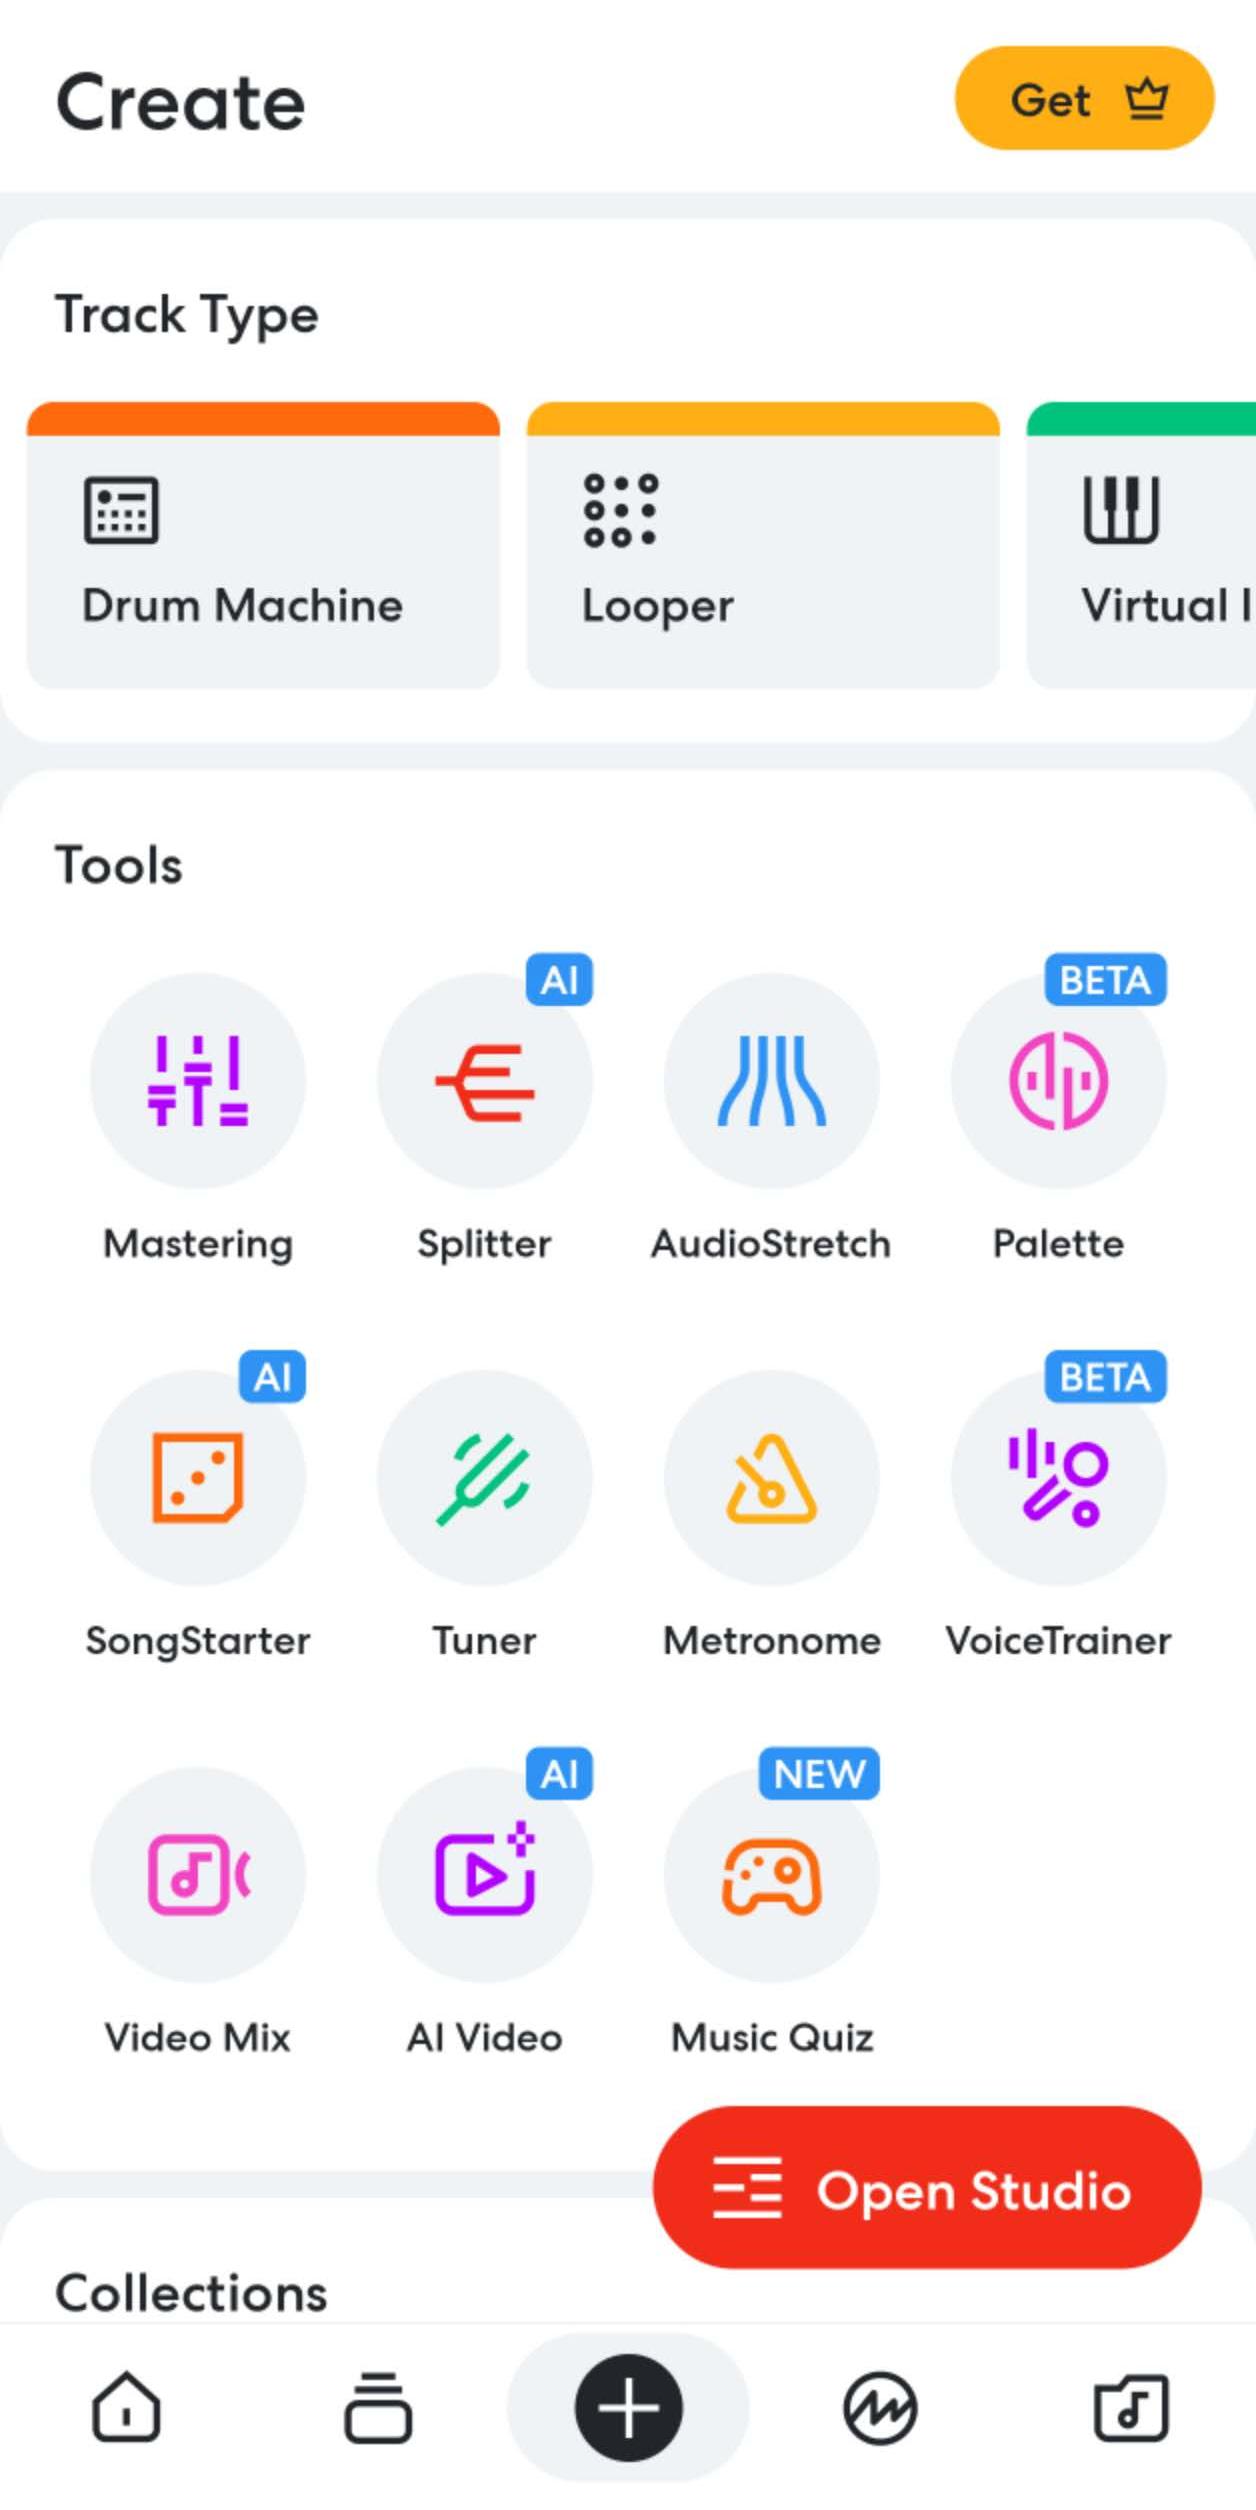 Create
Get
Track Type
Drum Machine
Looper
Virtual I
Tools
AI
BETA
Mastering
Splitter
AudioStretch
Palette
AI
BETA
SongStarter
Tuner
Metronome
VoiceTrainer
AI
NEW
Video Mix
AI Video
Music Quiz
Open Studio
Collections